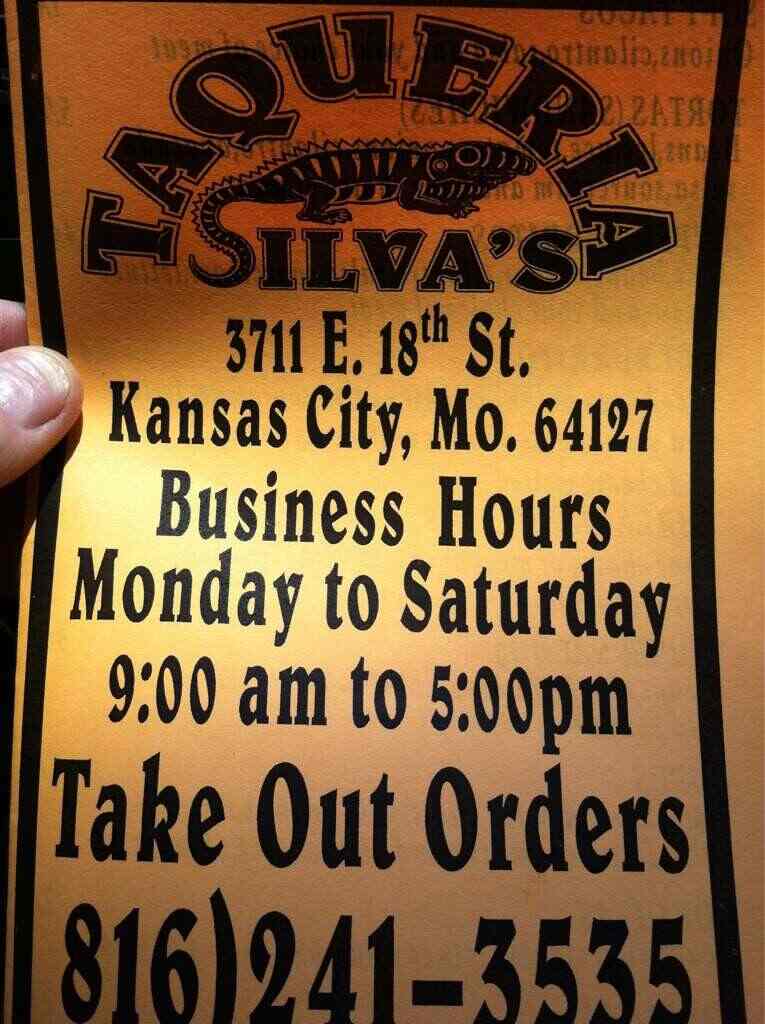 TAQUERIA
SILVA'S
3711 E. 18th St.
Kansas City, Mo. 64127
Business Hours
Monday to Saturday
9:00 am to 5:00pm
Take Out Orders
816)241-3535